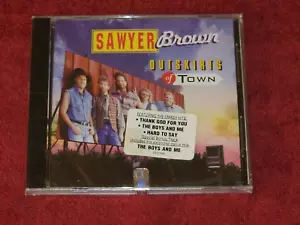 SAWYER Brown
OUTSKIRTS
of TOWN
• THANK GOD FOR YOU
• THE BOYS AND ME
• HARD TO SAY
THE BOYS AND ME